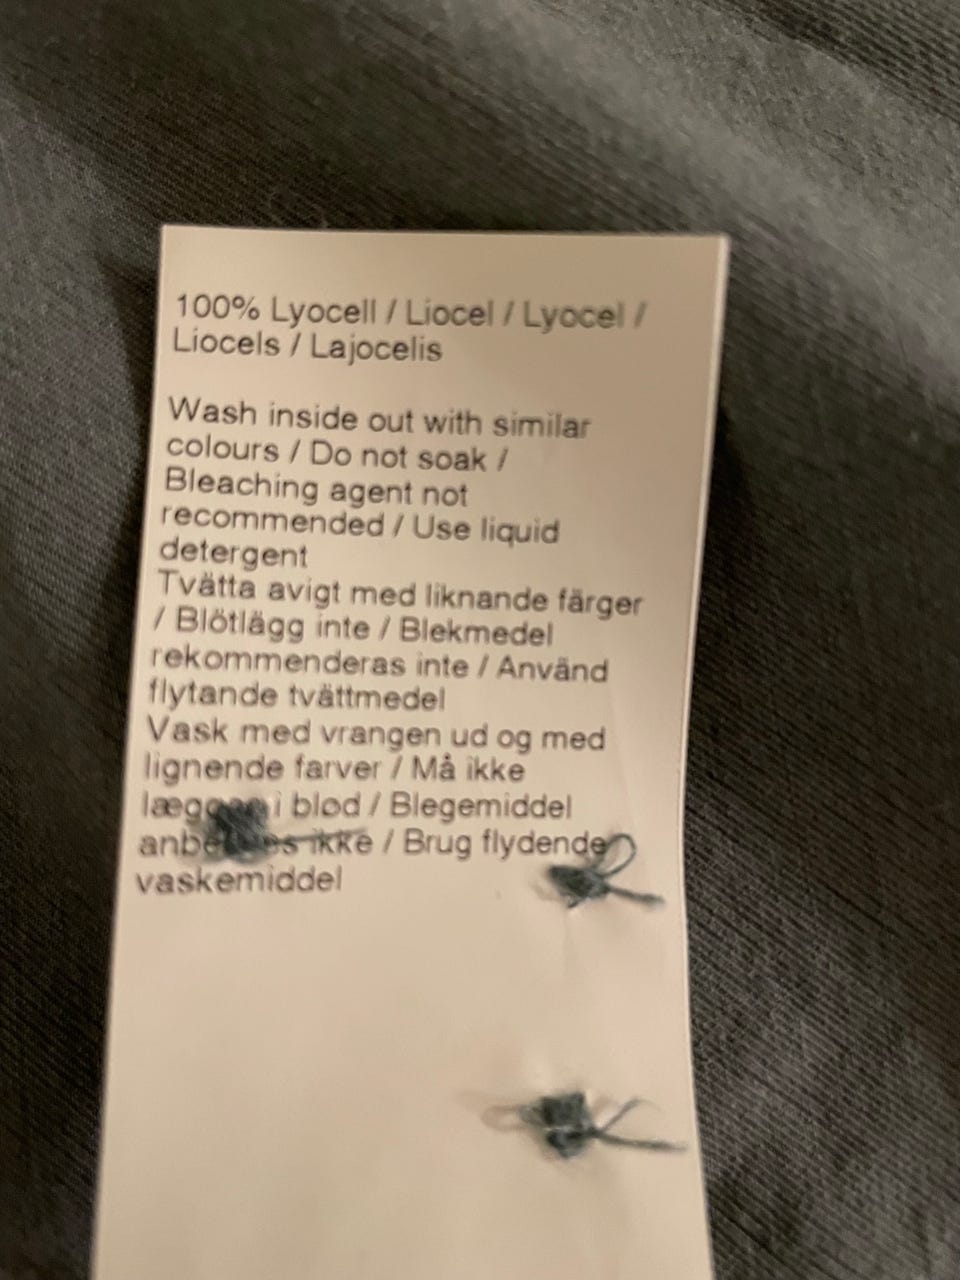 100% Lyocell / Liocel / Lyocel /
Liocels / Lajocelis
Wash inside out with similar
colours / Do not soak /
Bleaching agent not
recommended / Use liquid
detergent
Tvätta avigt med liknande färger
/ Blötlägg inte / Blekmedel
rekommenderas inte / Använd
flytande tvättmedel
Vask med vrangen ud og med
lignende farver / Må ikke
i blød / Blegemiddel
ikke / Brug flydende
vaskemiddel